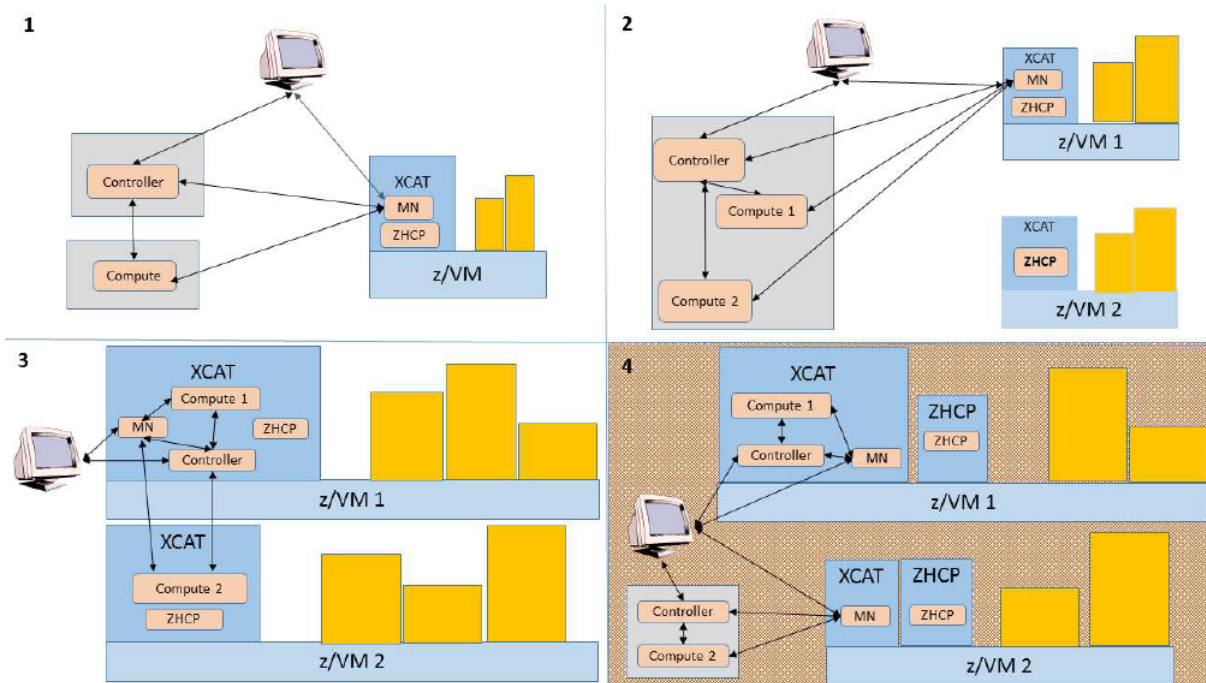 1
Controller
Compute
XCAT
MN
ZHCP
z/VM
2
Controller
Compute 1
Compute 2
XCAT
MN
ZHCP
z/VM 1
XCAT
ZHCP
z/VM 2
3
XCAT
Compute 1
MN
ZHCP
Controller
z/VM 1
XCAT
Compute 2
ZHCP
z/VM 2
4
XCAT
Compute 1
Controller
MN
ZHCP
ZHCP
z/VM 1
Controller
Compute 2
XCAT
MN
ZHCP
ZHCP
z/VM 2